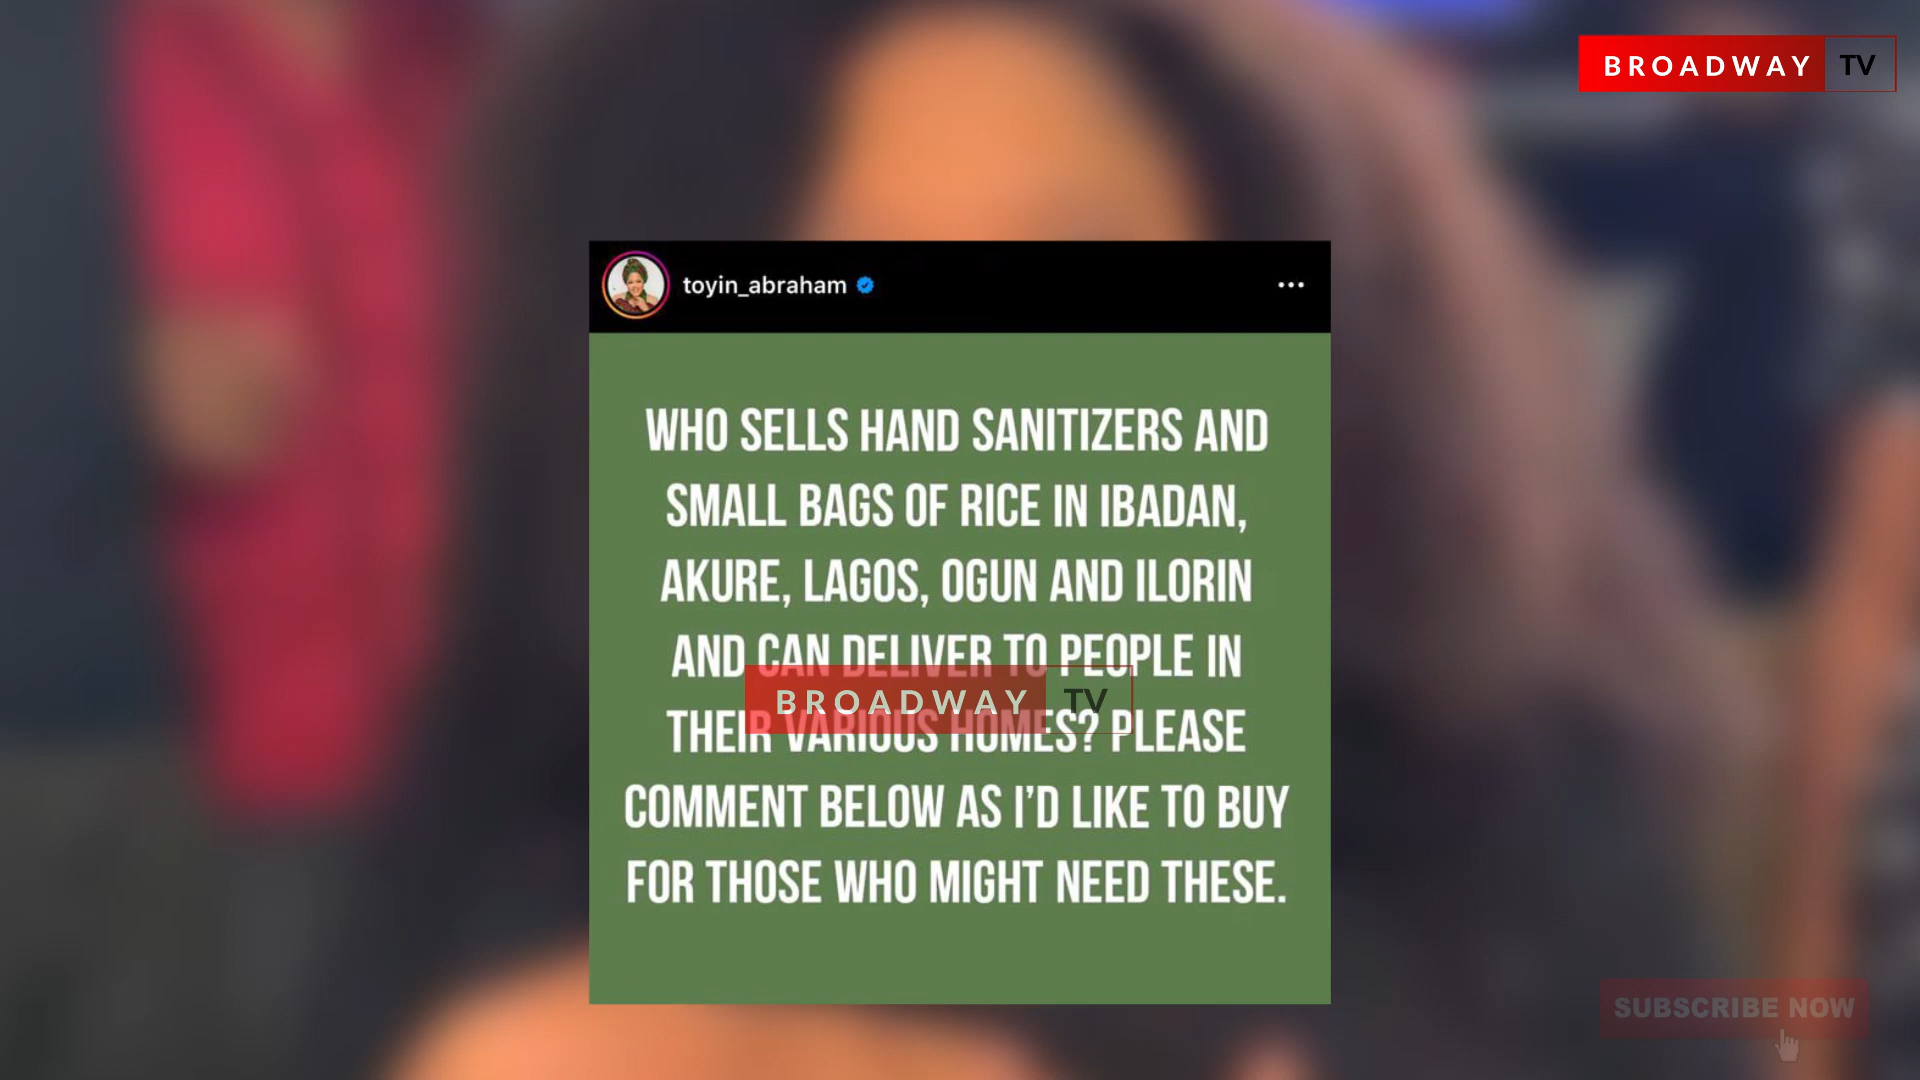 BROADWAY TV
toyin_abraham
WHO SELLS HAND SANITIZERS AND
SMALL BAGS OF RICE IN IBADAN,
AKURE, LAGOS, OGUN AND ILORIN
AND CAN DELIVER TO PEOPLE IN
BROADWAY TV
THEIR VARIOUS HOMES? PLEASE
COMMENT BELOW AS I'D LIKE TO BUY
FOR THOSE WHO MIGHT NEED THESE.
SUBSCRIBE NOW